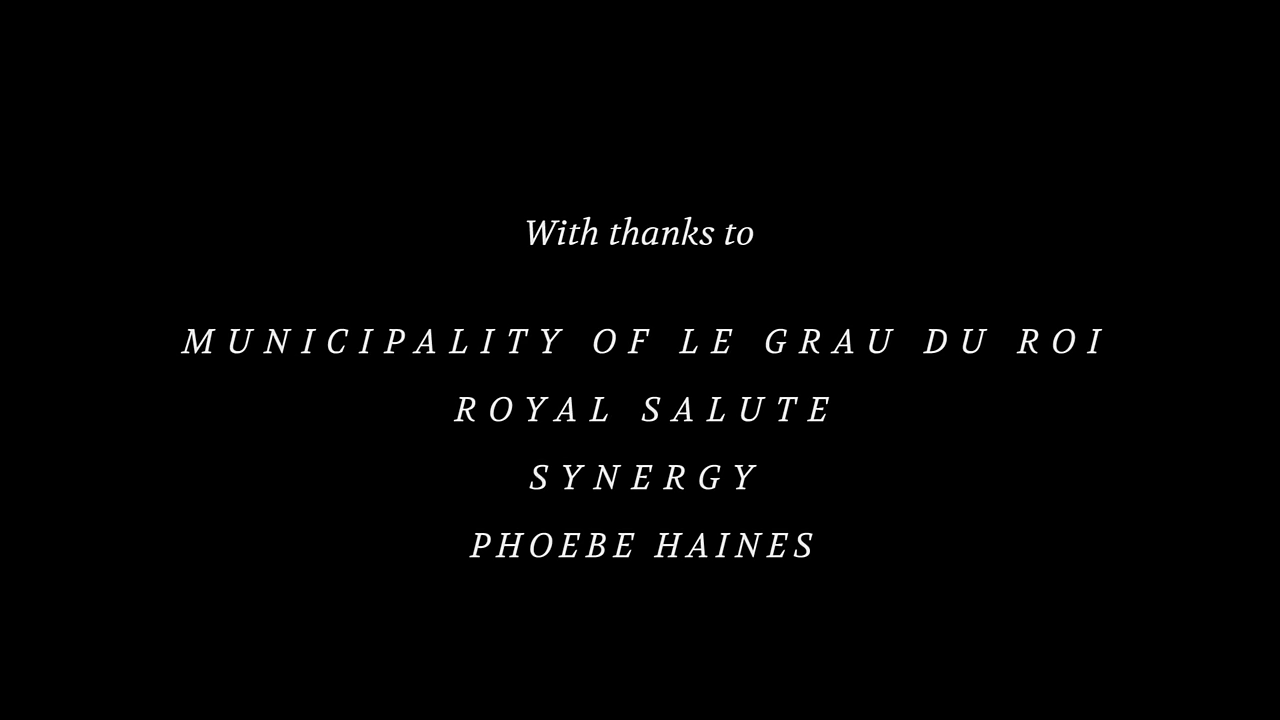 With thanks to
MUNICIPALITY OF LE GRAU DU ROI
ROYAL SALUTE
SYNERGY
PHOEBE HAINES